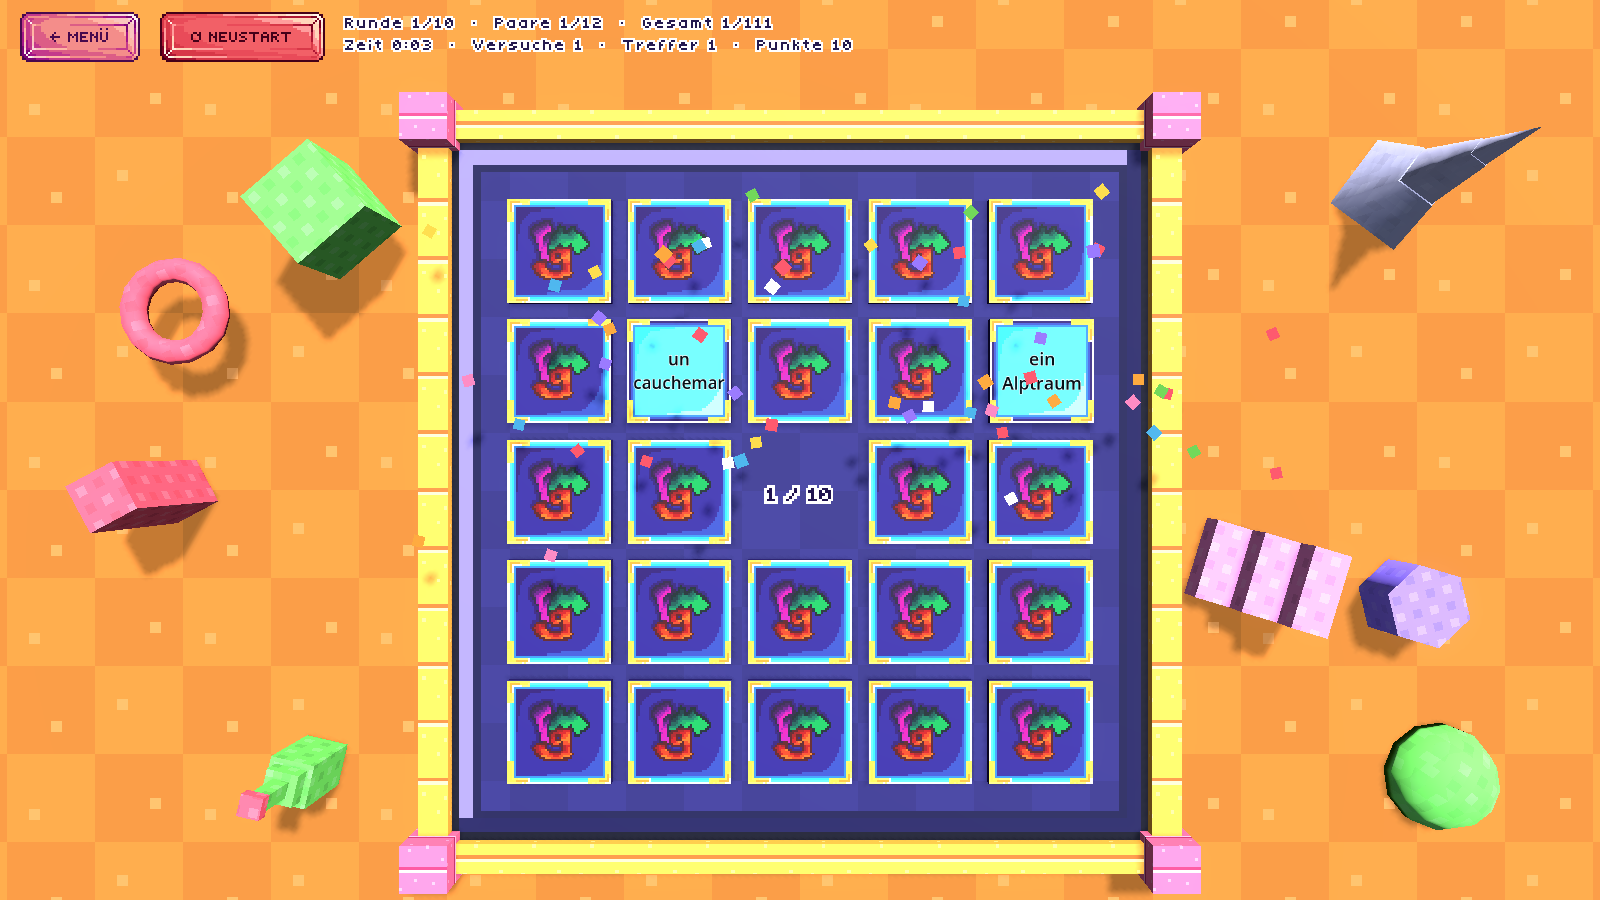 ← MENÜ
↻ NEUSTART
Runde 1/10 · Paare 1/12 · Gesamt 1/111
Zeit 0:03 · Versuche 1 · Treffer 1 · Punkte 10
un
cauchemar
ein
Alptraum
1/10